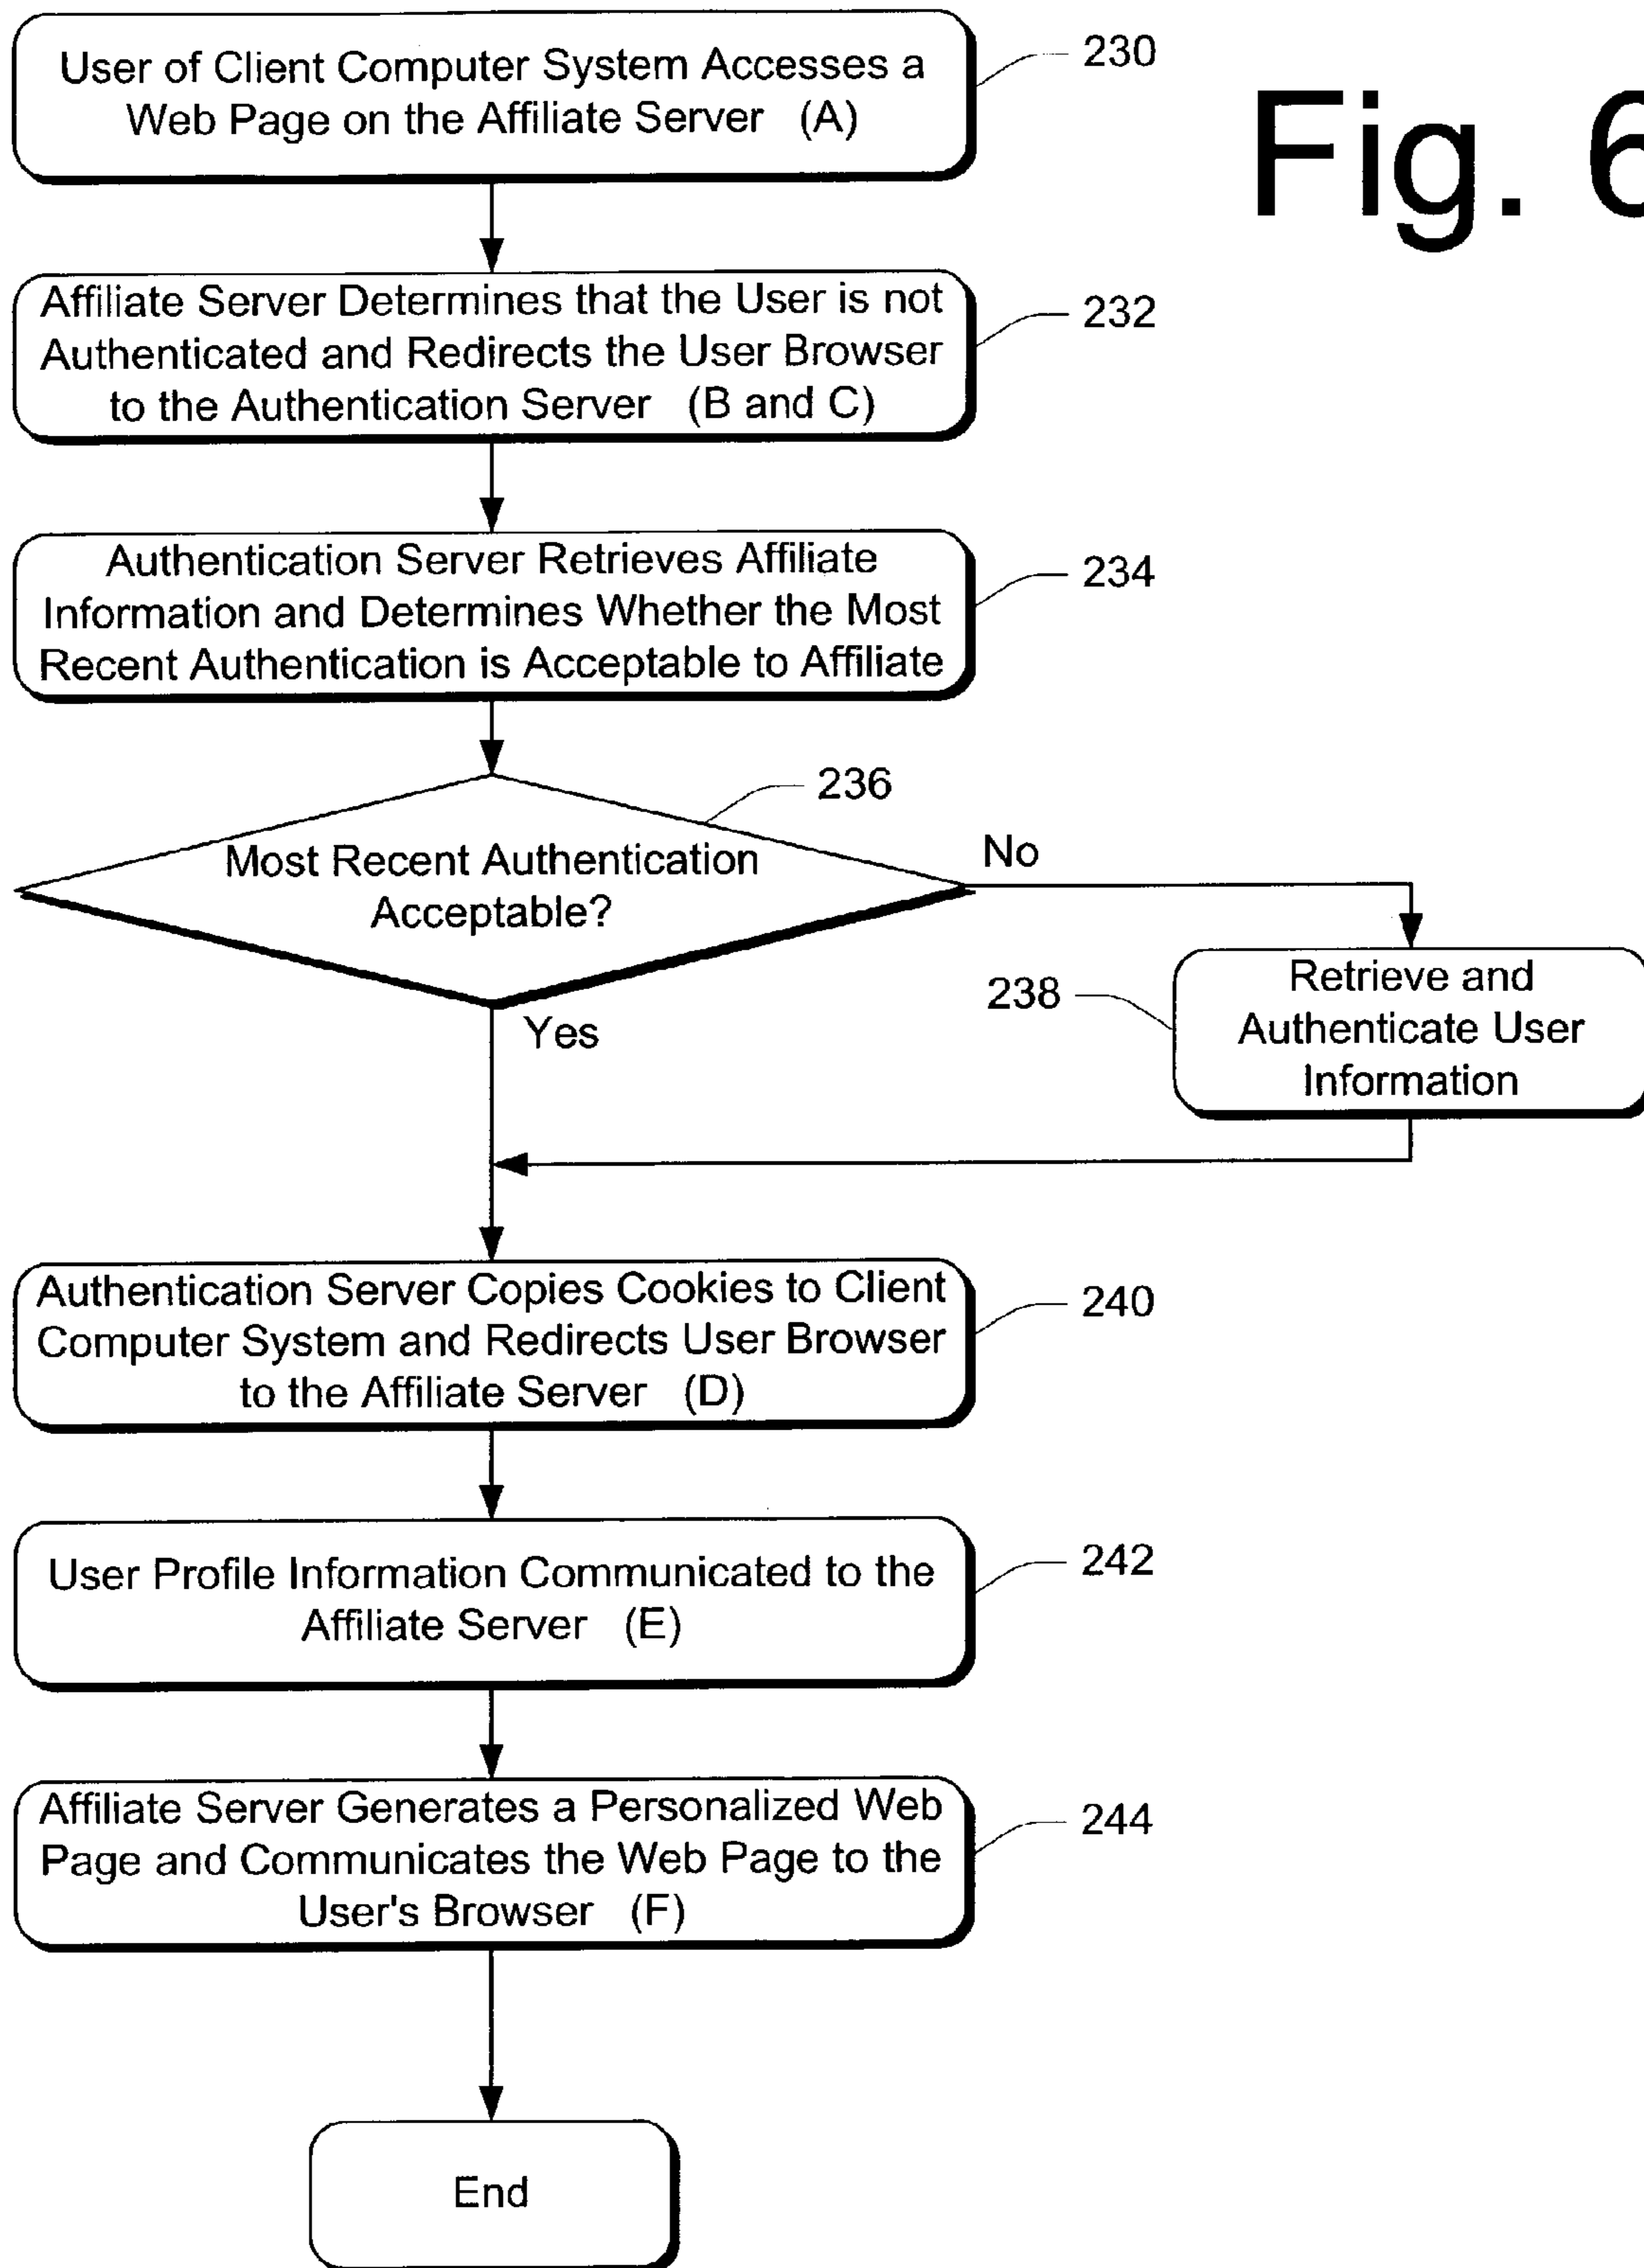 User of Client Computer System Accesses a
Web Page on the Affiliate Server (A)
230
Fig. 6
Affiliate Server Determines that the User is not
Authenticated and Redirects the User Browser
to the Authentication Server (B and C)
232
Authentication Server Retrieves Affiliate
Information and Determines Whether the Most
Recent Authentication is Acceptable to Affiliate
234
236
Most Recent Authentication
Acceptable?
No
Yes
238
Retrieve and
Authenticate User
Information
Authentication Server Copies Cookies to Client
Computer System and Redirects User Browser
to the Affiliate Server (D)
240
User Profile Information Communicated to the
Affiliate Server (E)
242
Affiliate Server Generates a Personalized Web
Page and Communicates the Web Page to the
User's Browser (F)
244
End